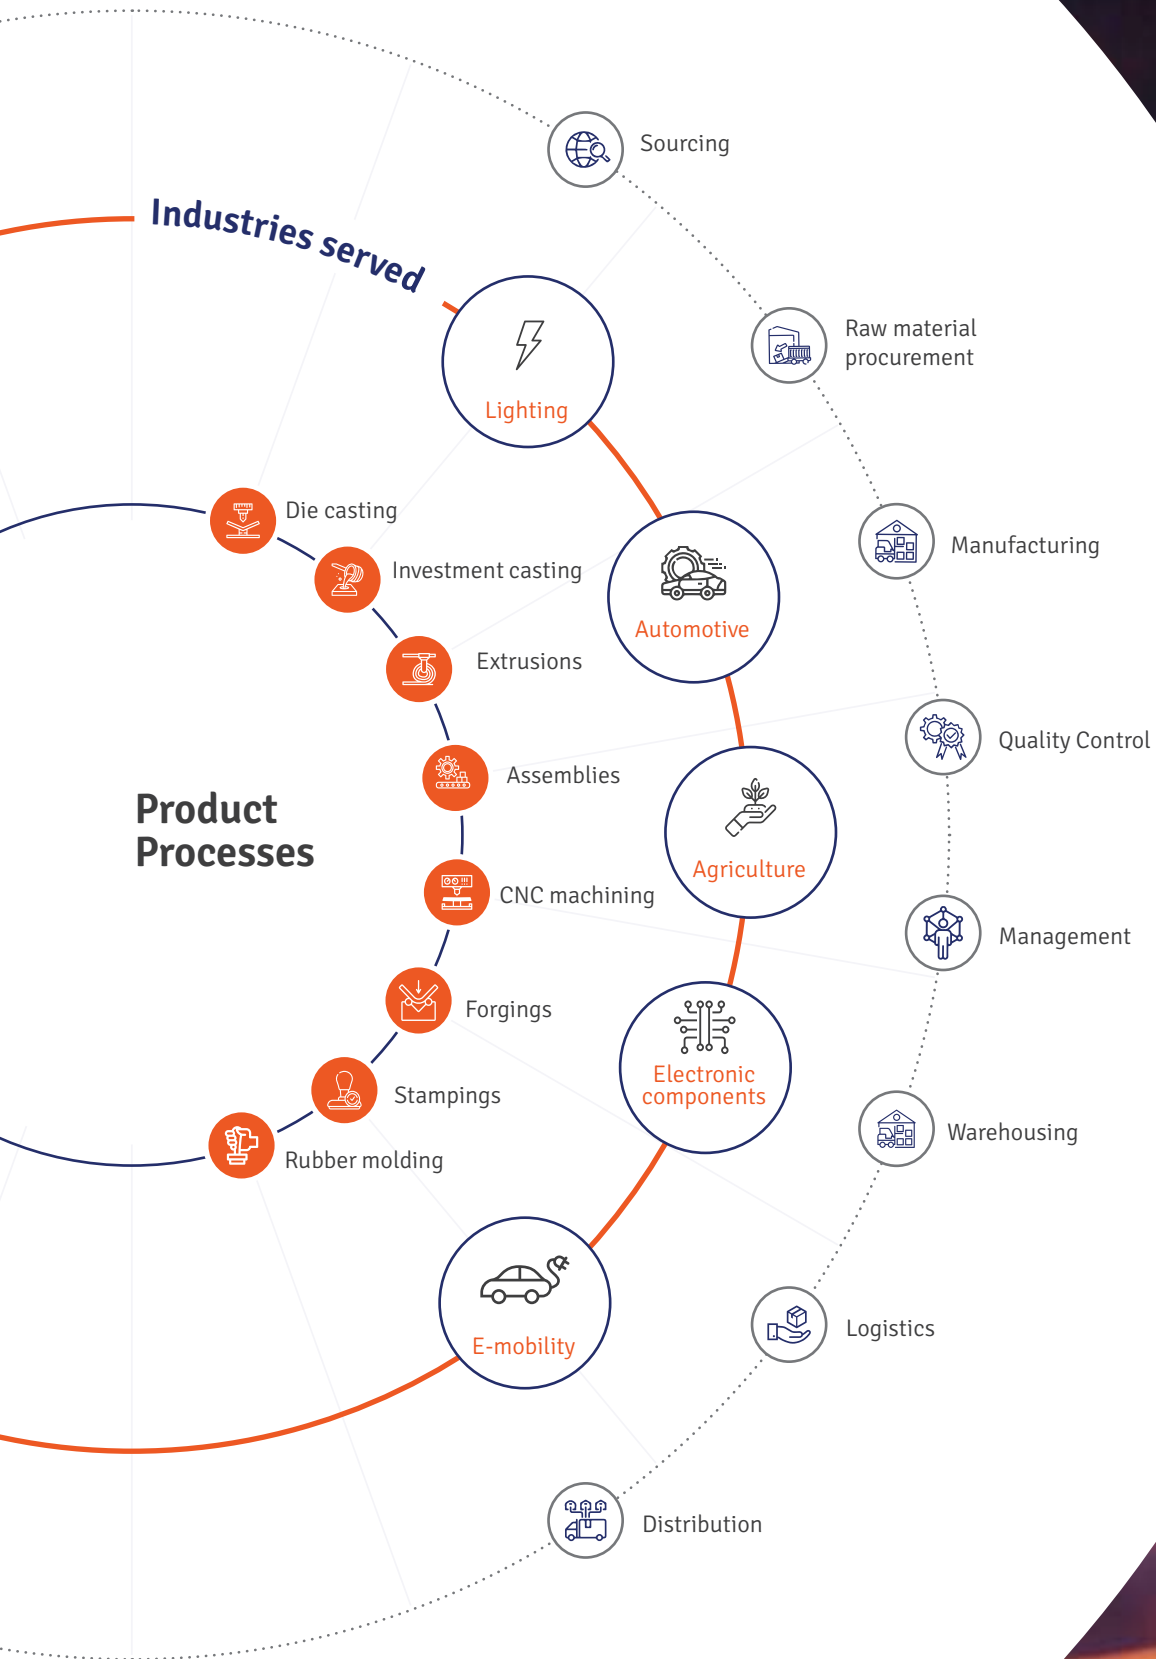 Industries served
Sourcing
Raw material
procurement
Manufacturing
Quality Control
Management
Warehousing
Logistics
Distribution
Lighting
Automotive
Agriculture
Electronic
components
E-mobility
Die casting
Investment casting
Extrusions
Assemblies
CNC machining
Forgings
Stampings
Rubber molding
Product
Processes